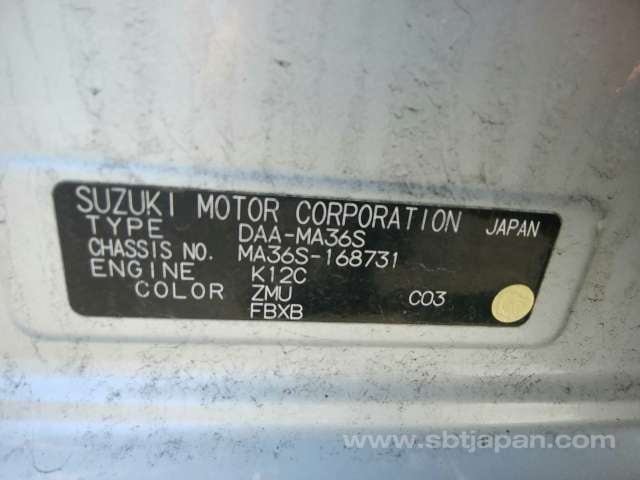 SUZUKI MOTOR CORPORATION JAPAN
TYPE DAA-MA36S
CHASSIS NO. MA36S-168731
ENGINE K12C
COLOR ZMU C03
FBXB
www.sbtjapan.com